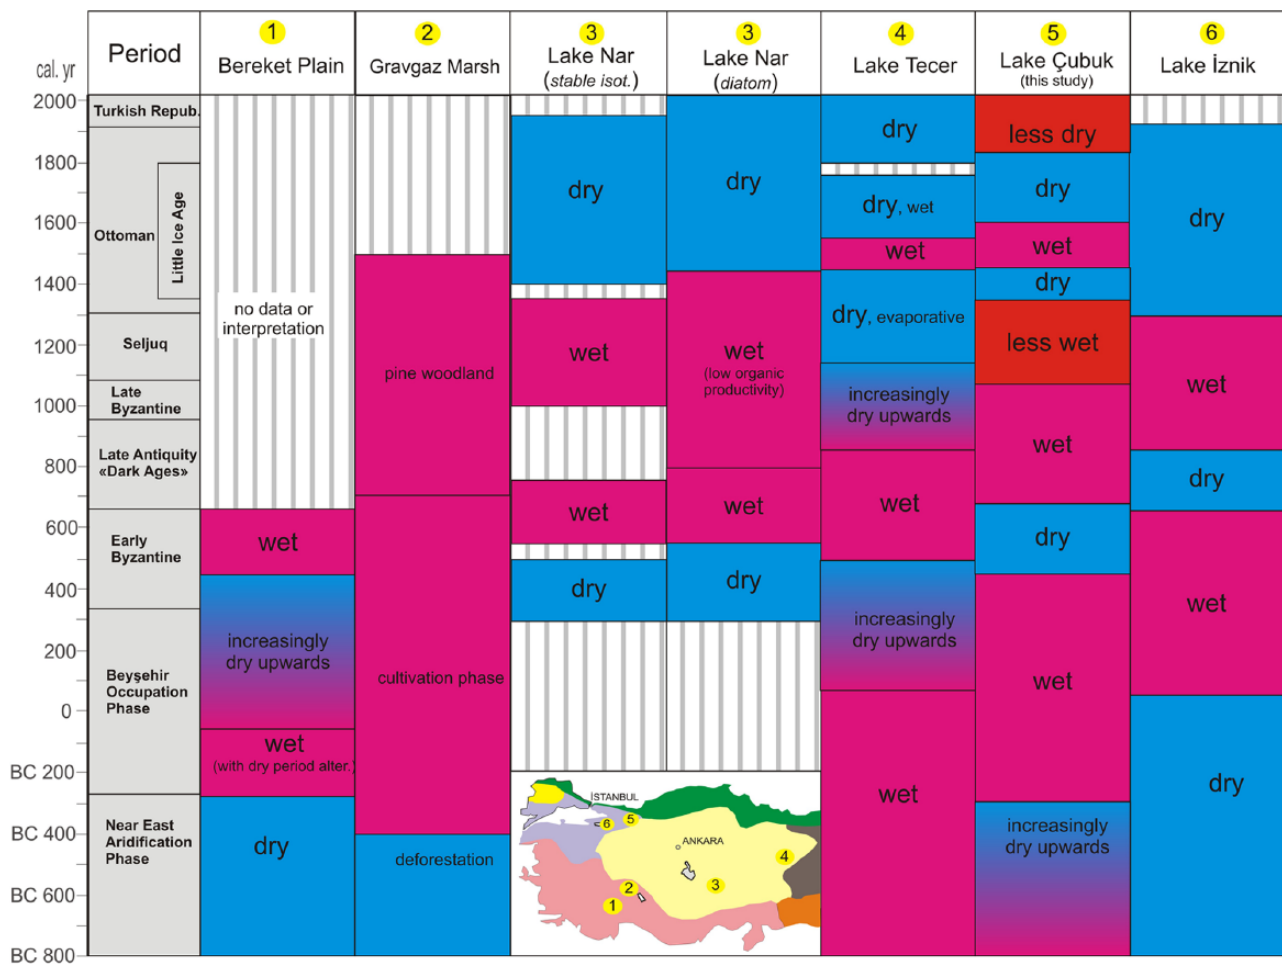 1
2
3
3
4
5
6
Period
Bereket Plain
Gravgaz Marsh
Lake Nar
(stable isot.)
Lake Nar
(diatom)
Lake Tecer
Lake Çubuk
(this study)
Lake İznik
cal. yr
2000
1800
1600
1400
1200
1000
800
600
400
200
0
BC 200
BC 400
BC 600
BC 800
Turkish Repub.
Ottoman
Little Ice Age
Seljuq
Late
Byzantine
Late Antiquity
«Dark Ages»
Early
Byzantine
Beyşehir
Occupation
Phase
Near East
Aridification
Phase
no data or
interpretation
wet
increasingly
dry upwards
wet
(with dry period alter.)
dry
pine woodland
cultivation phase
deforestation
dry
wet
wet
dry
dry
wet
(low organic
productivity)
wet
dry
dry
dry, wet
wet
dry, evaporative
increasingly
dry upwards
wet
increasingly
dry upwards
wet
less dry
dry
wet
dry
less wet
wet
dry
wet
increasingly
dry upwards
dry
wet
dry
wet
dry
İSTANBUL
6
5
ANKARA
4
2
3
1